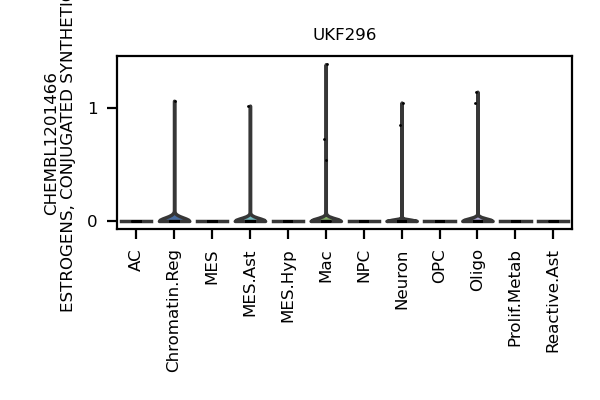 UKF296
CHEMBL1201466
ESTROGENS, CONJUGATED SYNTHETIC
1
0
AC
Chromatin.Reg
MES
MES.Ast
MES.Hyp
Mac
NPC
Neuron
OPC
Oligo
Prolif.Metab
Reactive.Ast